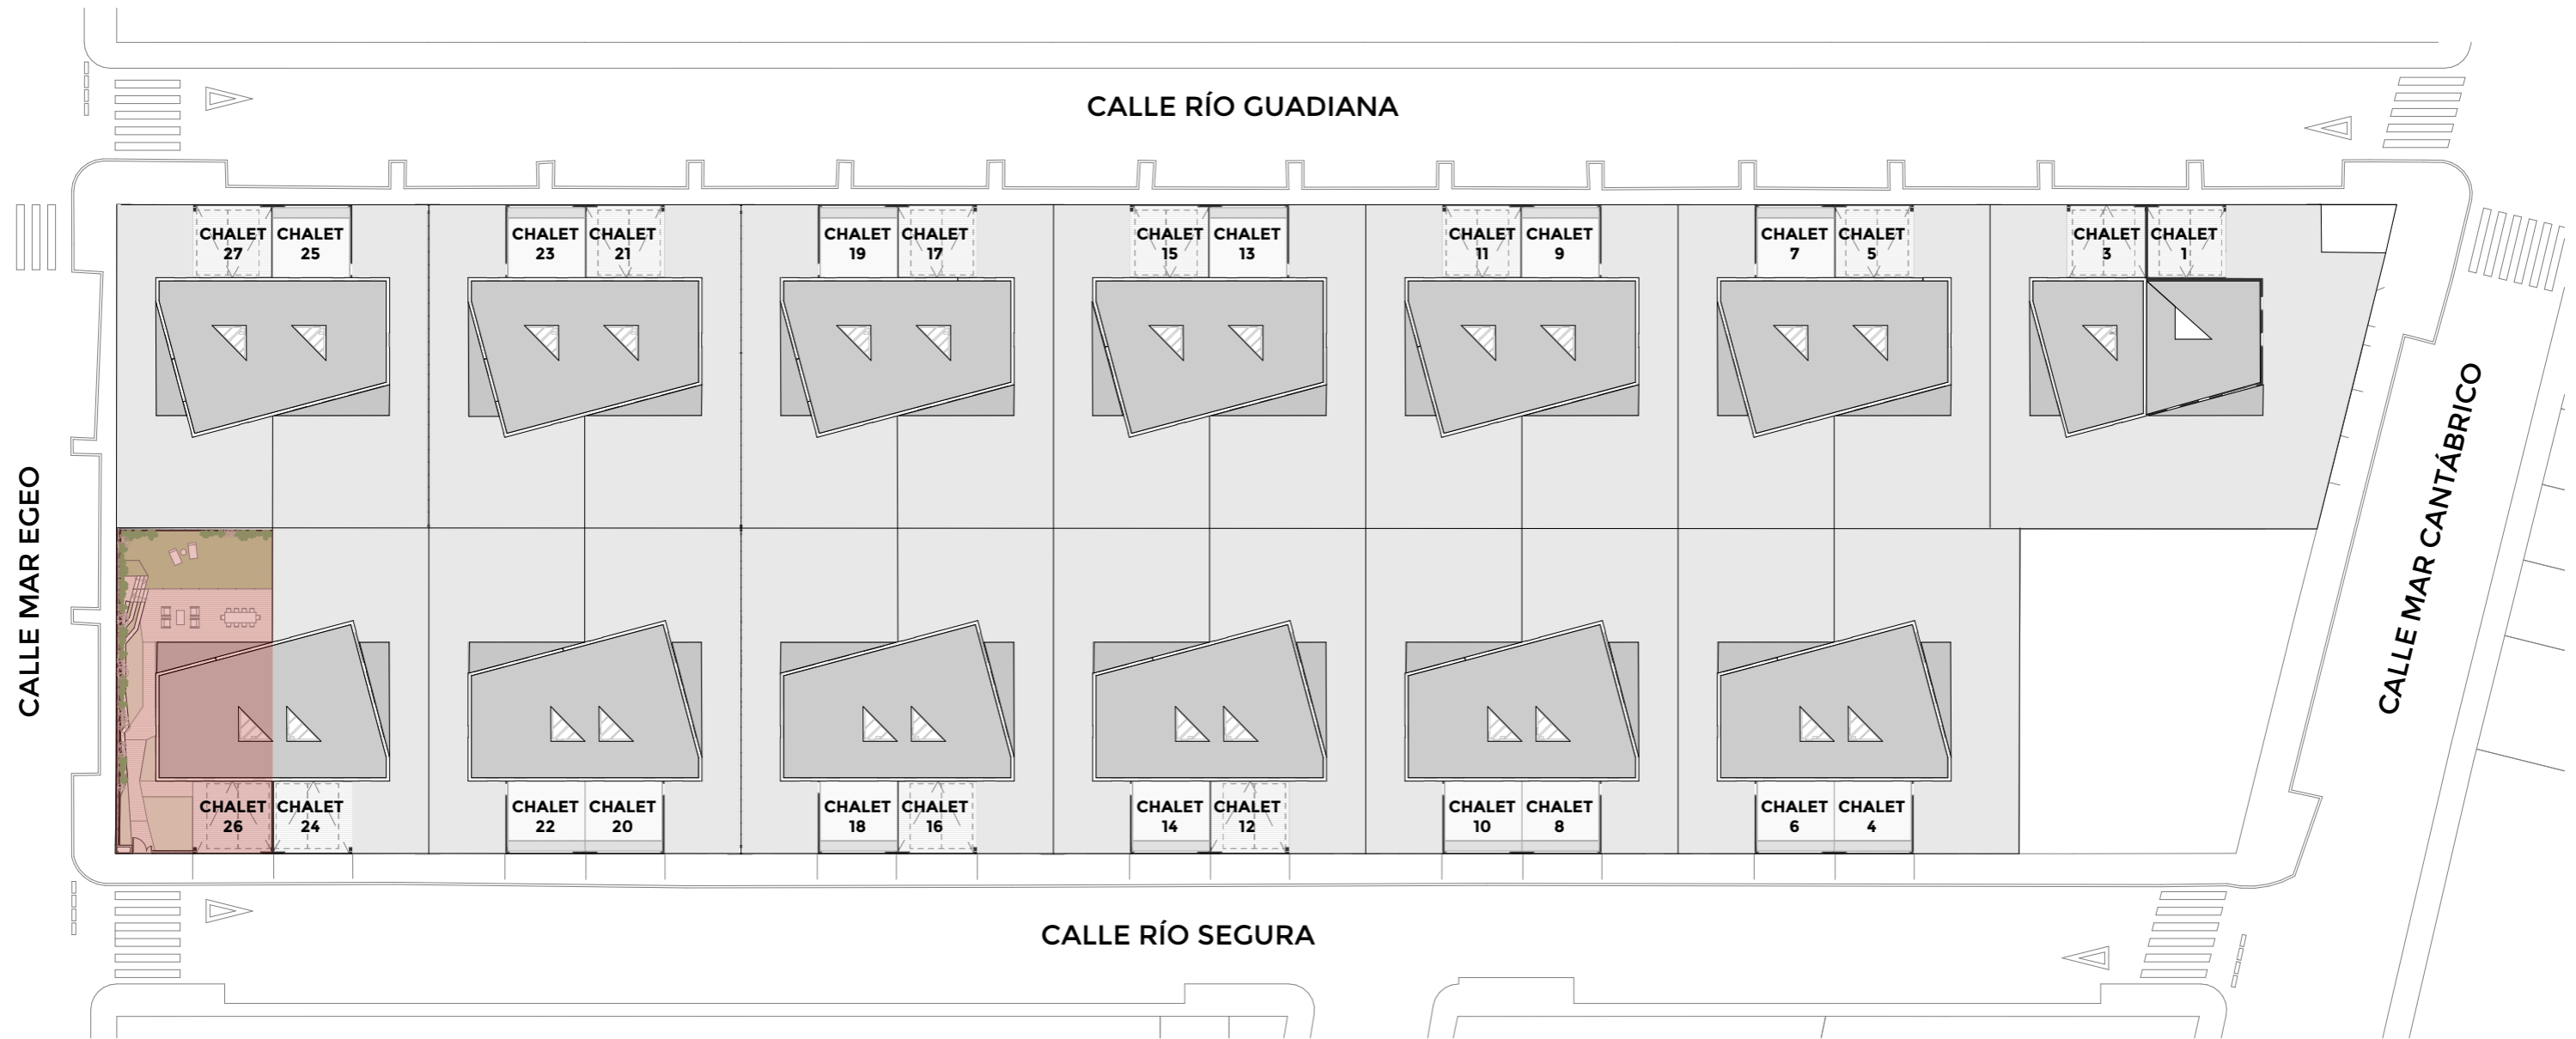 CALLE RÍO GUADIANA
CHALET
27
CHALET
25
CHALET
23
CHALET
21
CHALET
19
CHALET
17
CHALET
15
CHALET
13
CHALET
11
CHALET
9
CHALET
7
CHALET
5
CHALET
3
CHALET
1
CALLE MAR EGEO
CALLE MAR CANTÁBRICO
CHALET
26
CHALET
24
CHALET
22
CHALET
20
CHALET
18
CHALET
16
CHALET
14
CHALET
12
CHALET
10
CHALET
8
CHALET
6
CHALET
4
CALLE RÍO SEGURA